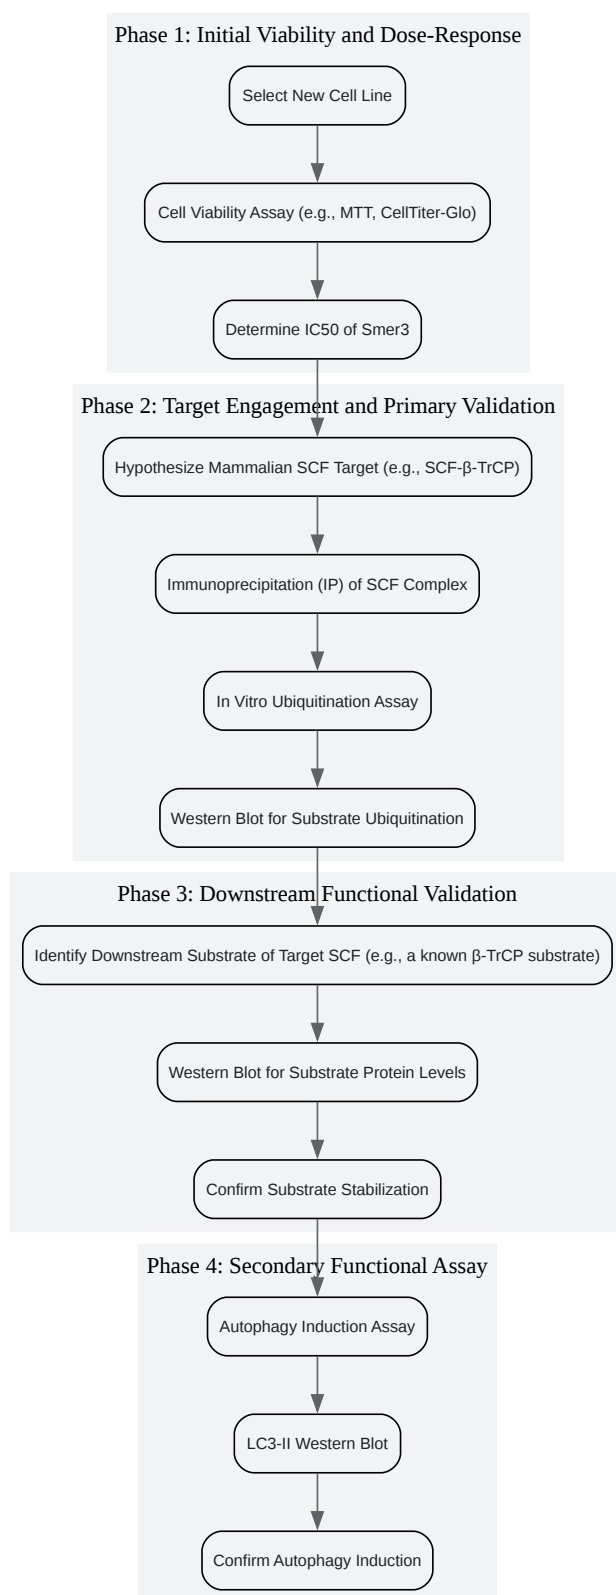 Phase 1: Initial Viability and Dose-Response
Select New Cell Line
Cell Viability Assay (e.g., MTT, CellTiter-Glo)
Determine IC50 of Smer3
Phase 2: Target Engagement and Primary Validation
Hypothesize Mammalian SCF Target (e.g., SCF-β-TrCP)
Immunoprecipitation (IP) of SCF Complex
In Vitro Ubiquitination Assay
Western Blot for Substrate Ubiquitination
Phase 3: Downstream Functional Validation
Identify Downstream Substrate of Target SCF (e.g., a known β-TrCP substrate)
Western Blot for Substrate Protein Levels
Confirm Substrate Stabilization
Phase 4: Secondary Functional Assay
Autophagy Induction Assay
LC3-II Western Blot
Confirm Autophagy Induction